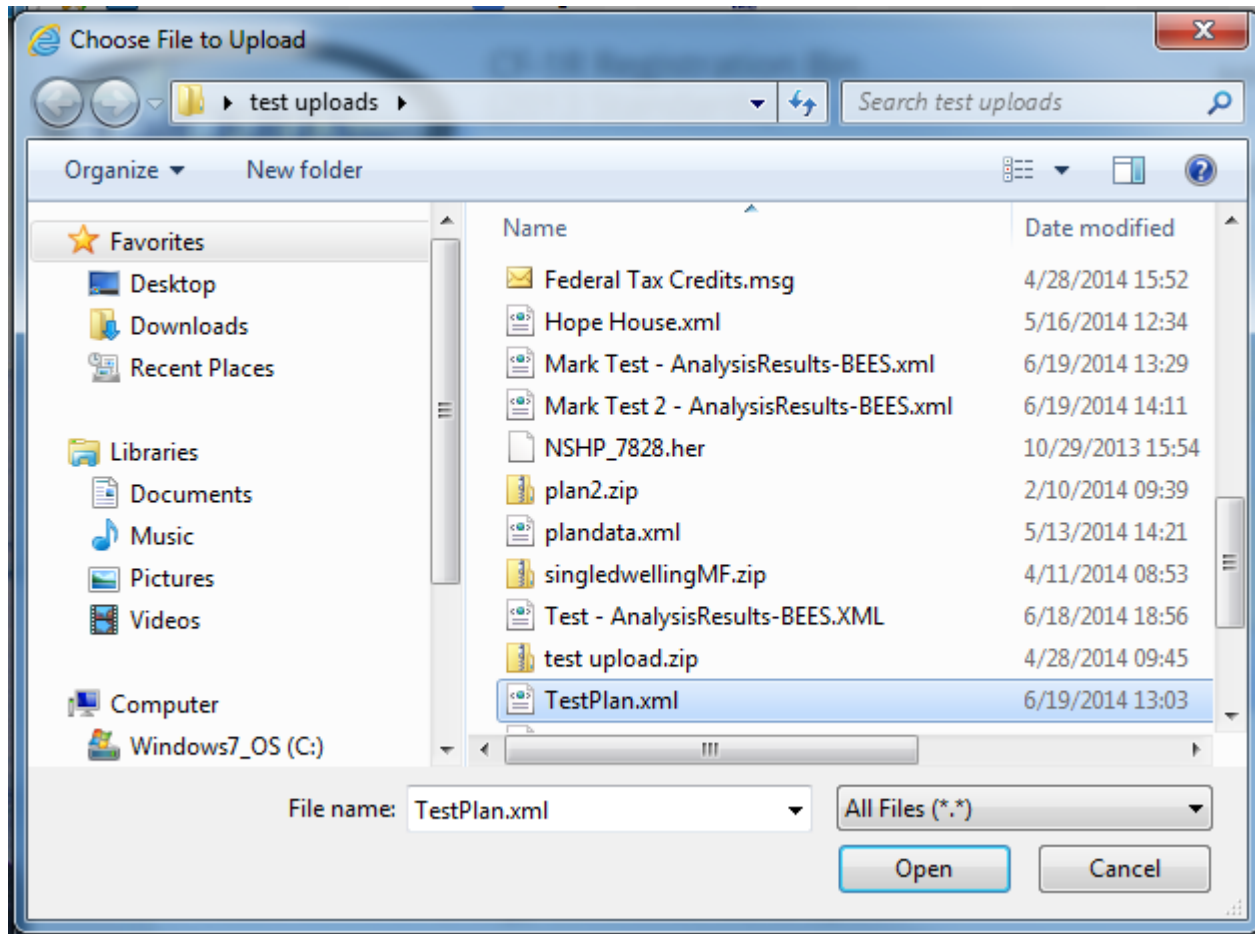 Choose File to Upload
test uploads
Search test uploads
Organize New folder
Favorites
Desktop
Downloads
Recent Places
Libraries
Documents
Music
Pictures
Videos
Computer
Windows7_OS (C:)
Name Date modified
Federal Tax Credits.msg 4/28/2014 15:52
Hope House.xml 5/16/2014 12:34
Mark Test - AnalysisResults-BEES.xml 6/19/2014 13:29
Mark Test 2 - AnalysisResults-BEES.xml 6/19/2014 14:11
NSHP_7828.her 10/29/2013 15:54
plan2.zip 2/10/2014 09:39
plandata.xml 5/13/2014 14:21
singledwellingMF.zip 4/11/2014 08:53
Test - AnalysisResults-BEES.XML 6/18/2014 18:56
test upload.zip 4/28/2014 09:45
TestPlan.xml 6/19/2014 13:03
File name: TestPlan.xml All Files (*.*)
Open Cancel